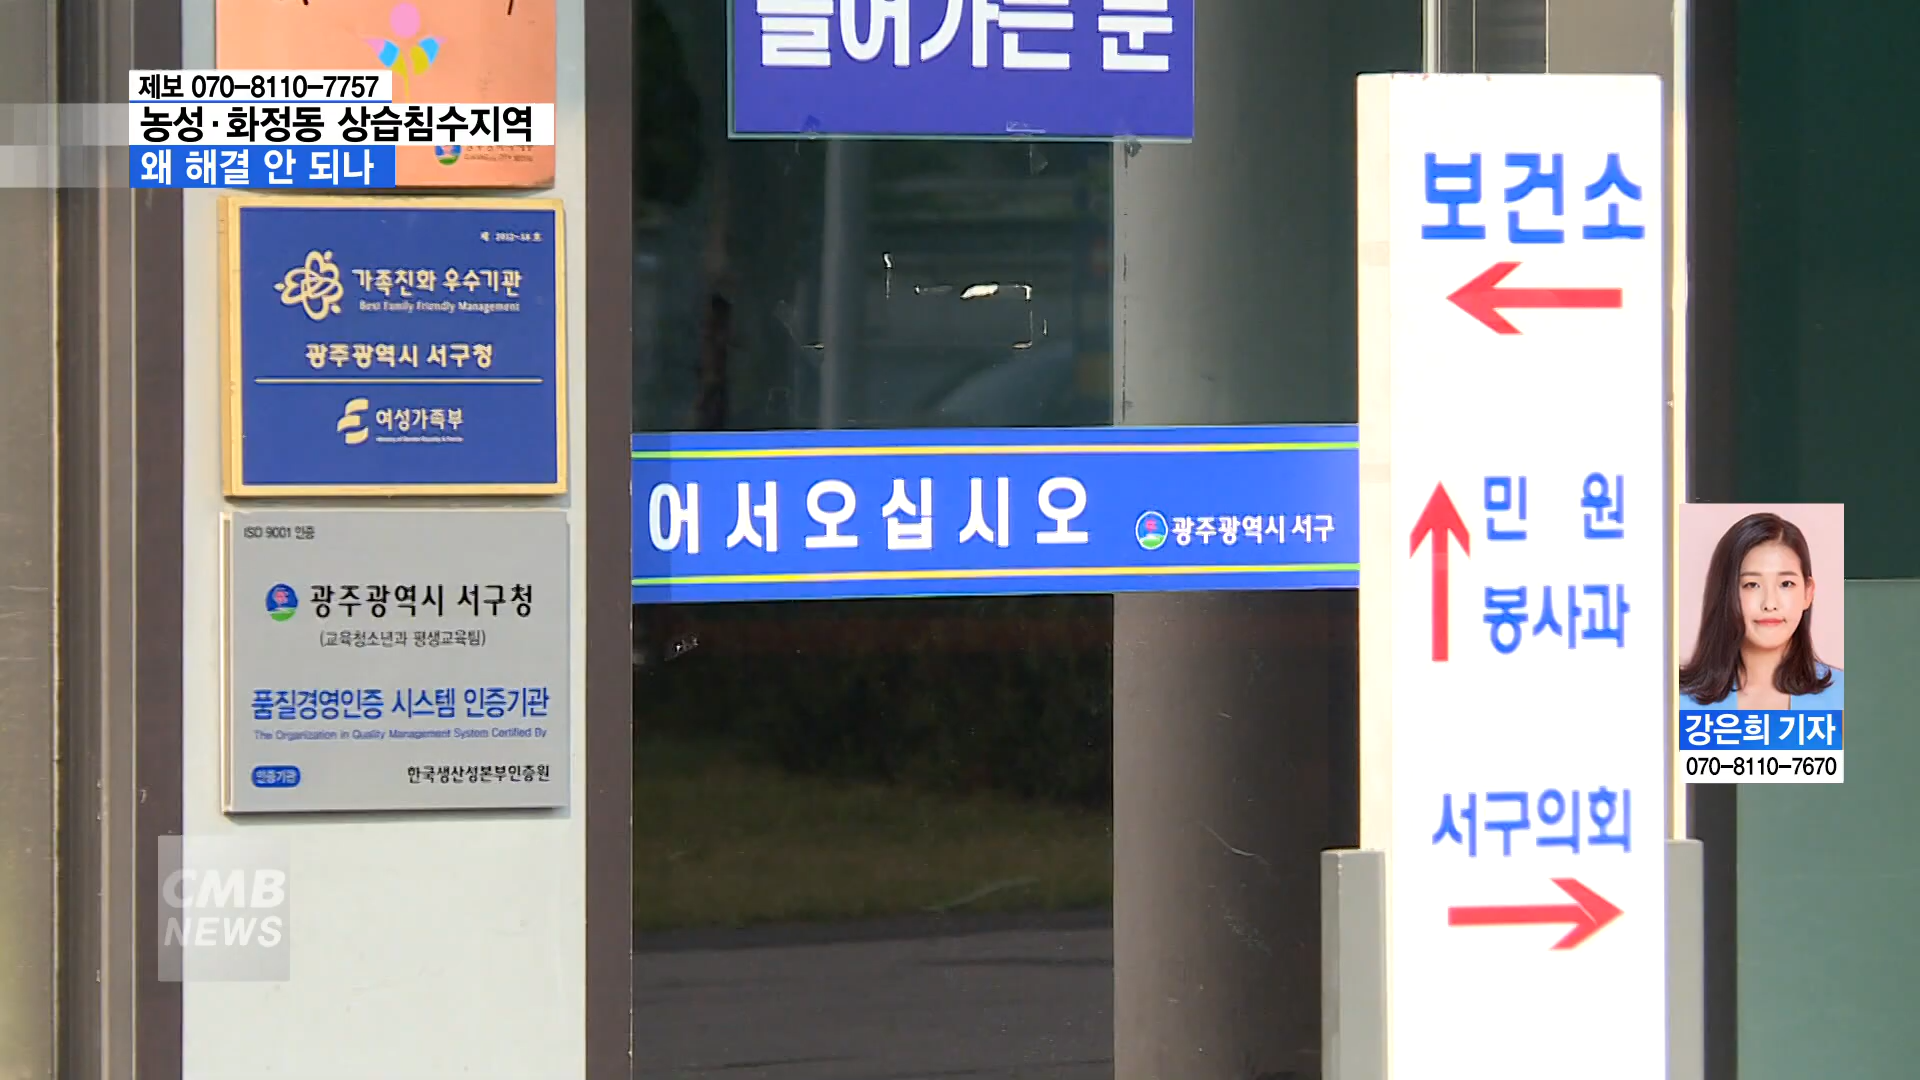 제보 070-8110-7757
농성·화정동 상습침수지역
왜 해결 안 되나
들어가는 문
제 2012-14 호
가족친화 우수기관
Best Family Friendly Management
광주광역시 서구청
여성가족부
ISO 9001 인증
광주광역시 서구청
(교육청소년과 평생교육팀)
품질경영인증 시스템 인증기관
The Organization in Quality Management System Certified By
인증기관
한국생산성본부인증원
어서오십시오
광주광역시 서구
보건소
민원
봉사과
서구의회
강은희 기자
070-8110-7670
CMB
NEWS